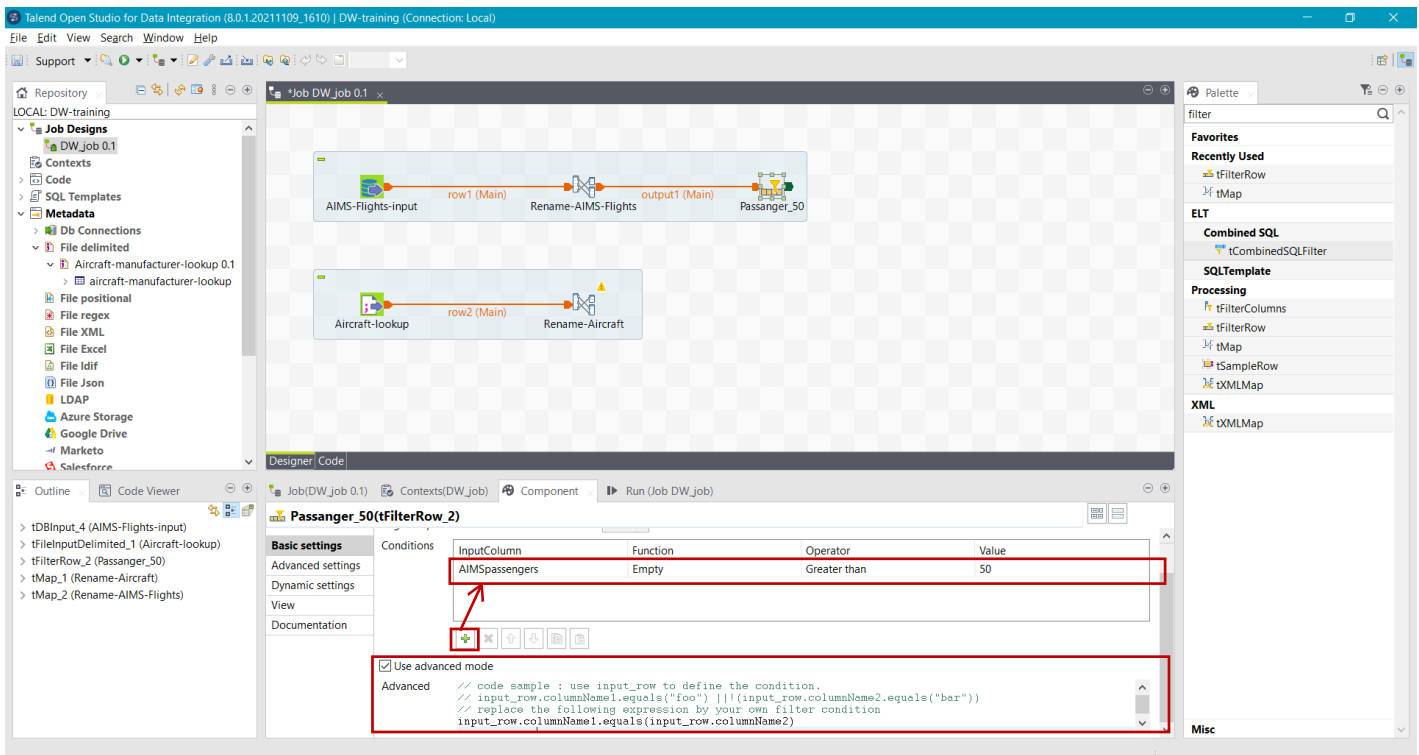 Talend Open Studio for Data Integration (8.0.1.20211109_1610) | DW-training (Connection: Local)
File Edit View Search Window Help
Support
Repository
LOCAL: DW-training
Job Designs
DW_job 0.1
Contexts
Code
SQL Templates
Metadata
Db Connections
File delimited
Aircraft-manufacturer-lookup 0.1
aircraft-manufacturer-lookup
File positional
File regex
File XML
File Excel
File ldif
File Json
LDAP
Azure Storage
Google Drive
Marketo
Salesforce
*Job DW_job 0.1
AIMS-Flights-input
row1 (Main)
Rename-AIMS-Flights
output1 (Main)
Passanger_50
Aircraft-lookup
row2 (Main)
Rename-Aircraft
Designer Code
Palette
filter
Favorites
Recently Used
tFilterRow
tMap
ELT
Combined SQL
tCombinedSQLFilter
SQLTemplate
Processing
tFilterColumns
tFilterRow
tMap
tSampleRow
tXMLMap
XML
tXMLMap
Misc
Outline Code Viewer
tDBInput_4 (AIMS-Flights-input)
tFileInputDelimited_1 (Aircraft-lookup)
tFilterRow_2 (Passanger_50)
tMap_1 (Rename-Aircraft)
tMap_2 (Rename-AIMS-Flights)
Job(DW_job 0.1) Contexts(DW_job) Component Run (Job DW_job)
Passanger_50(tFilterRow_2)
Basic settings
Advanced settings
Dynamic settings
View
Documentation
Conditions
InputColumn Function Operator Value
AIMSpassengers Empty Greater than 50
Use advanced mode
Advanced
// code sample : use input_row to define the condition.
// input_row.columnName1.equals("foo") ||!(input_row.columnName2.equals("bar"))
// replace the following expression by your own filter condition
input_row.columnName1.equals(input_row.columnName2)